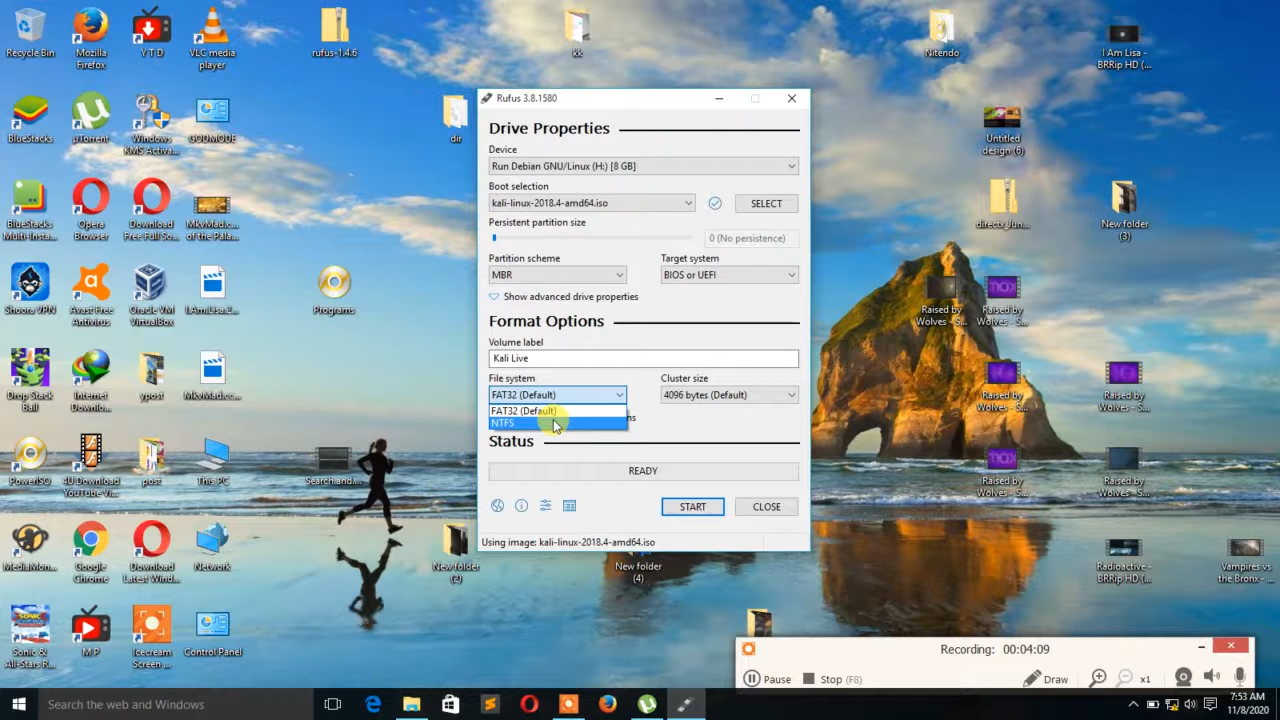 Recycle Bin
Mozilla
Firefox
Y T D
VLC media
player
rufus-1.4.6
kk
Nitendo
I Am Lisa -
BRRip HD (...
BlueStacks
µTorrent
Windows
KMS Activa...
GODMODE
dir
Untitled
design (6)
BlueStacks
Multi-Insta...
Opera
Browser
Download
Free Full So...
MkvMad.cc...
of the Pala...
directx_Jun...
New folder
(3)
Shoora VPN
Avast Free
Antivirus
Oracle VM
VirtualBox
I.Am.Lisa.2...
Programs
Raised by
Wolves - S...
Raised by
Wolves - S...
Drop Stack
Ball
Internet
Downlo...
ypost
MkvMad.cc...
Raised by
Wolves - S...
Raised by
Wolves - S...
PowerISO
4U Download
YouTube Vi...
post
This PC
Search.and....
Raised by
Wolves - S...
Raised by
Wolves - S...
MediaMon...
Google
Chrome
Download
Latest Wind...
Network
New folder
(2)
New folder
(4)
Radioactive -
BRRip HD (...
Vampires vs
the Bronx - ...
Sonic &
All-Stars R...
M.P
Icecream
Screen ...
Control Panel
Rufus 3.8.1580
Drive Properties
Device
Run Debian GNU/Linux (H:) [8 GB]
Boot selection
kali-linux-2018.4-amd64.iso
SELECT
Persistent partition size
0 (No persistence)
Partition scheme
Target system
MBR
BIOS or UEFI
Show advanced drive properties
Format Options
Volume label
Kali Live
File system
Cluster size
FAT32 (Default)
4096 bytes (Default)
FAT32 (Default)
NTFS
Status
READY
START
CLOSE
Using image: kali-linux-2018.4-amd64.iso
Recording: 00:04:09
Pause
Stop (F8)
Draw
x1
Search the web and Windows
7:53 AM
11/8/2020